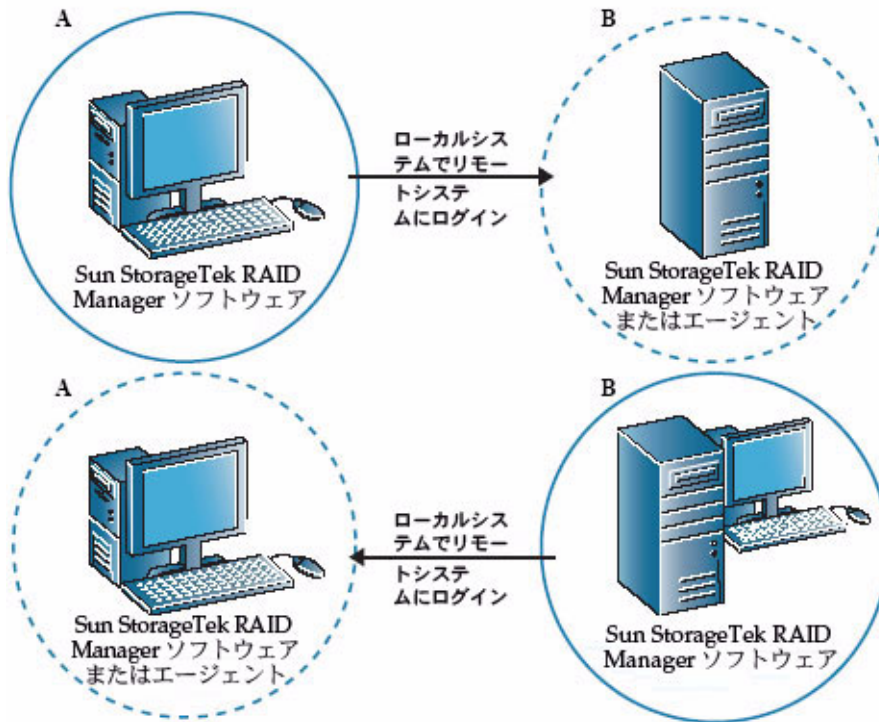 A
B
ローカルシス
テムでリモー
トシステ
ムにログイン
Sun StorageTek RAID
Manager ソフトウェア
Sun StorageTek RAID
Manager ソフトウェア
またはエージェント
A
B
ローカルシス
テムでリモー
トシステ
ムにログイン
Sun StorageTek RAID
Manager ソフトウェア
またはエージェント
Sun StorageTek RAID
Manager ソフトウェア